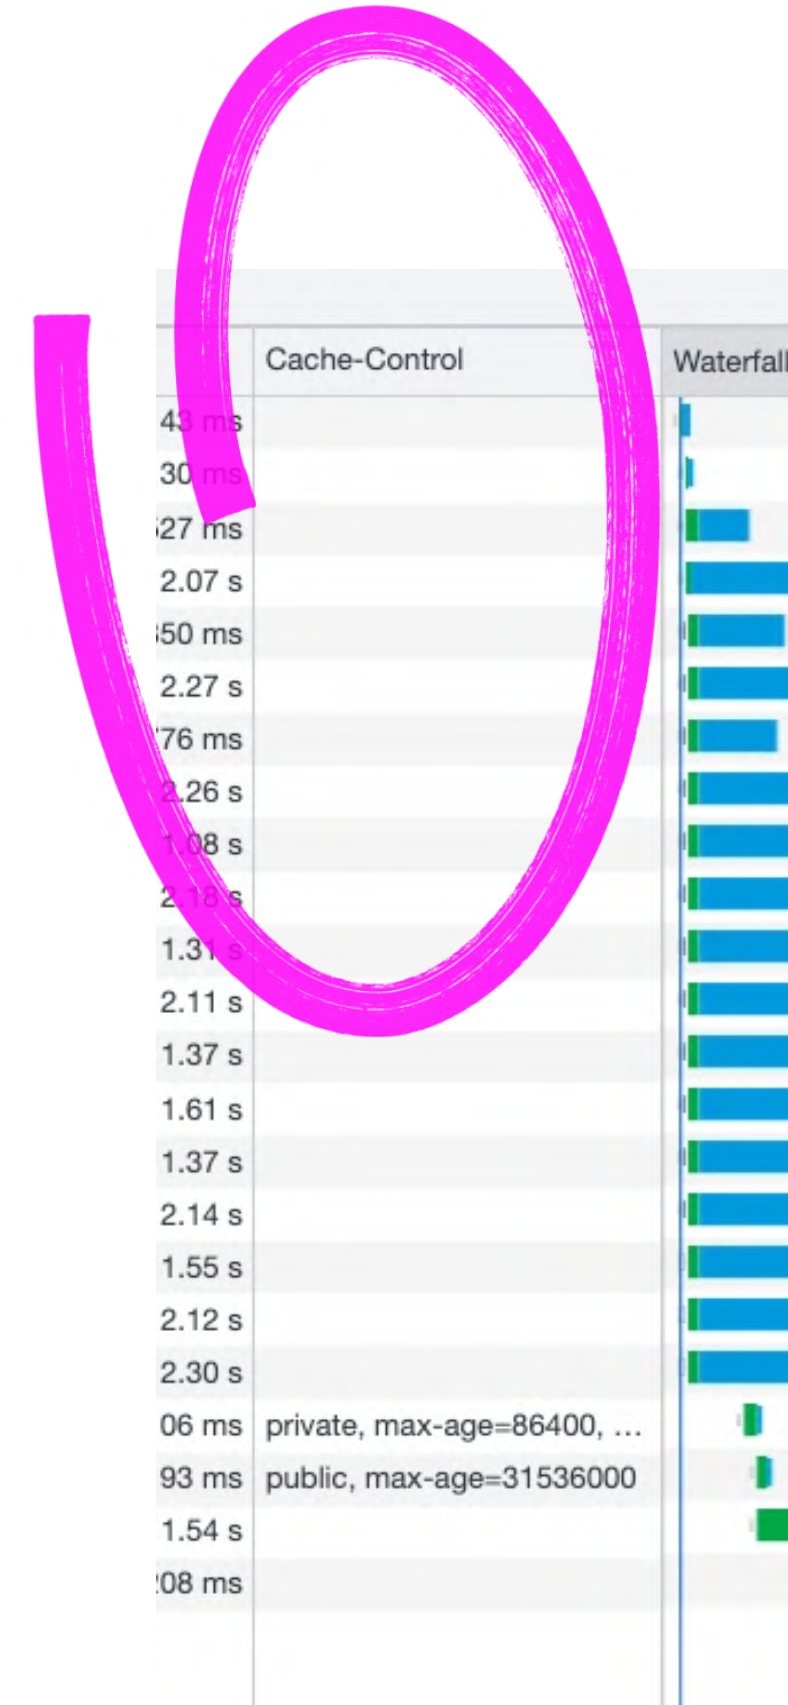 Cache-Control Waterfall
43 ms
30 ms
27 ms
2.07 s
50 ms
2.27 s
76 ms
2.26 s
1.08 s
2.18 s
1.31 s
2.11 s
1.37 s
1.61 s
1.37 s
2.14 s
1.55 s
2.12 s
2.30 s
06 ms private, max-age=86400, ...
93 ms public, max-age=31536000
1.54 s
08 ms